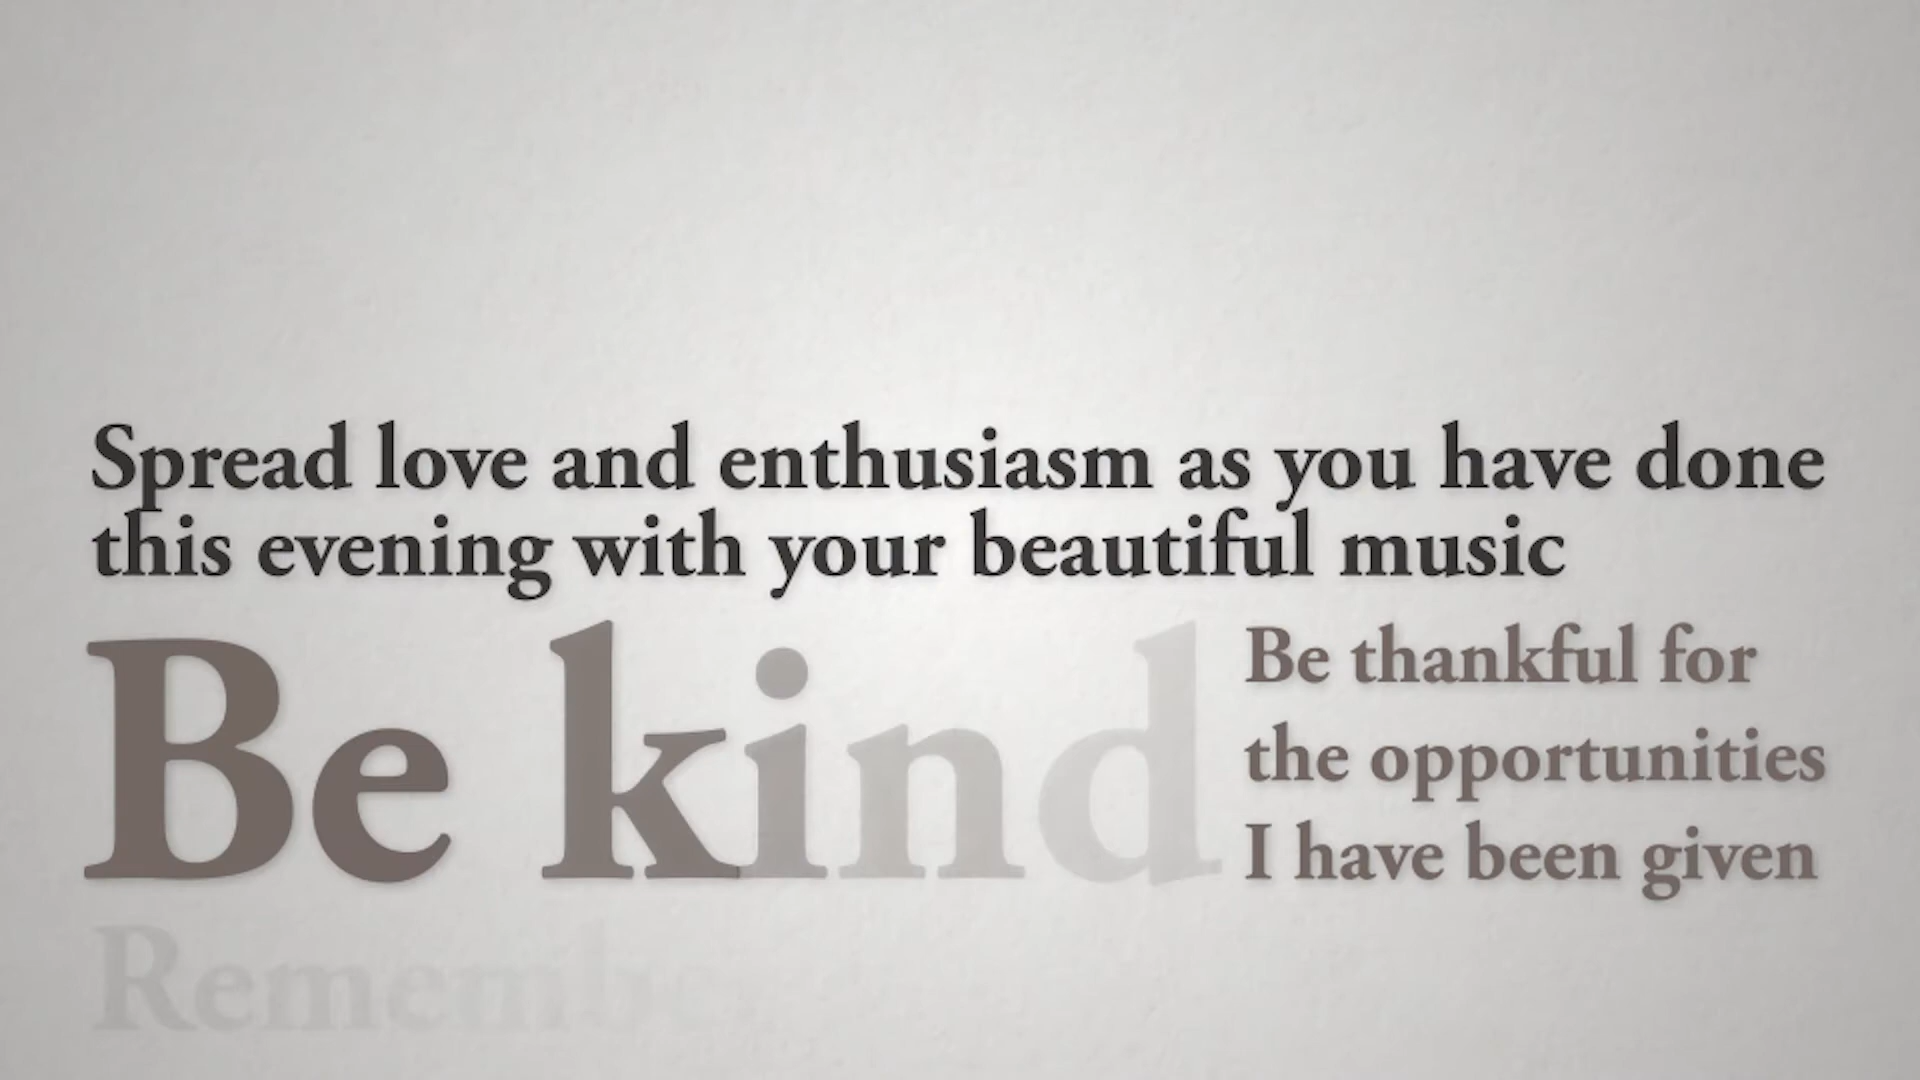 Spread love and enthusiasm as you have done
this evening with your beautiful music
Be kind
Be thankful for
the opportunities
I have been given